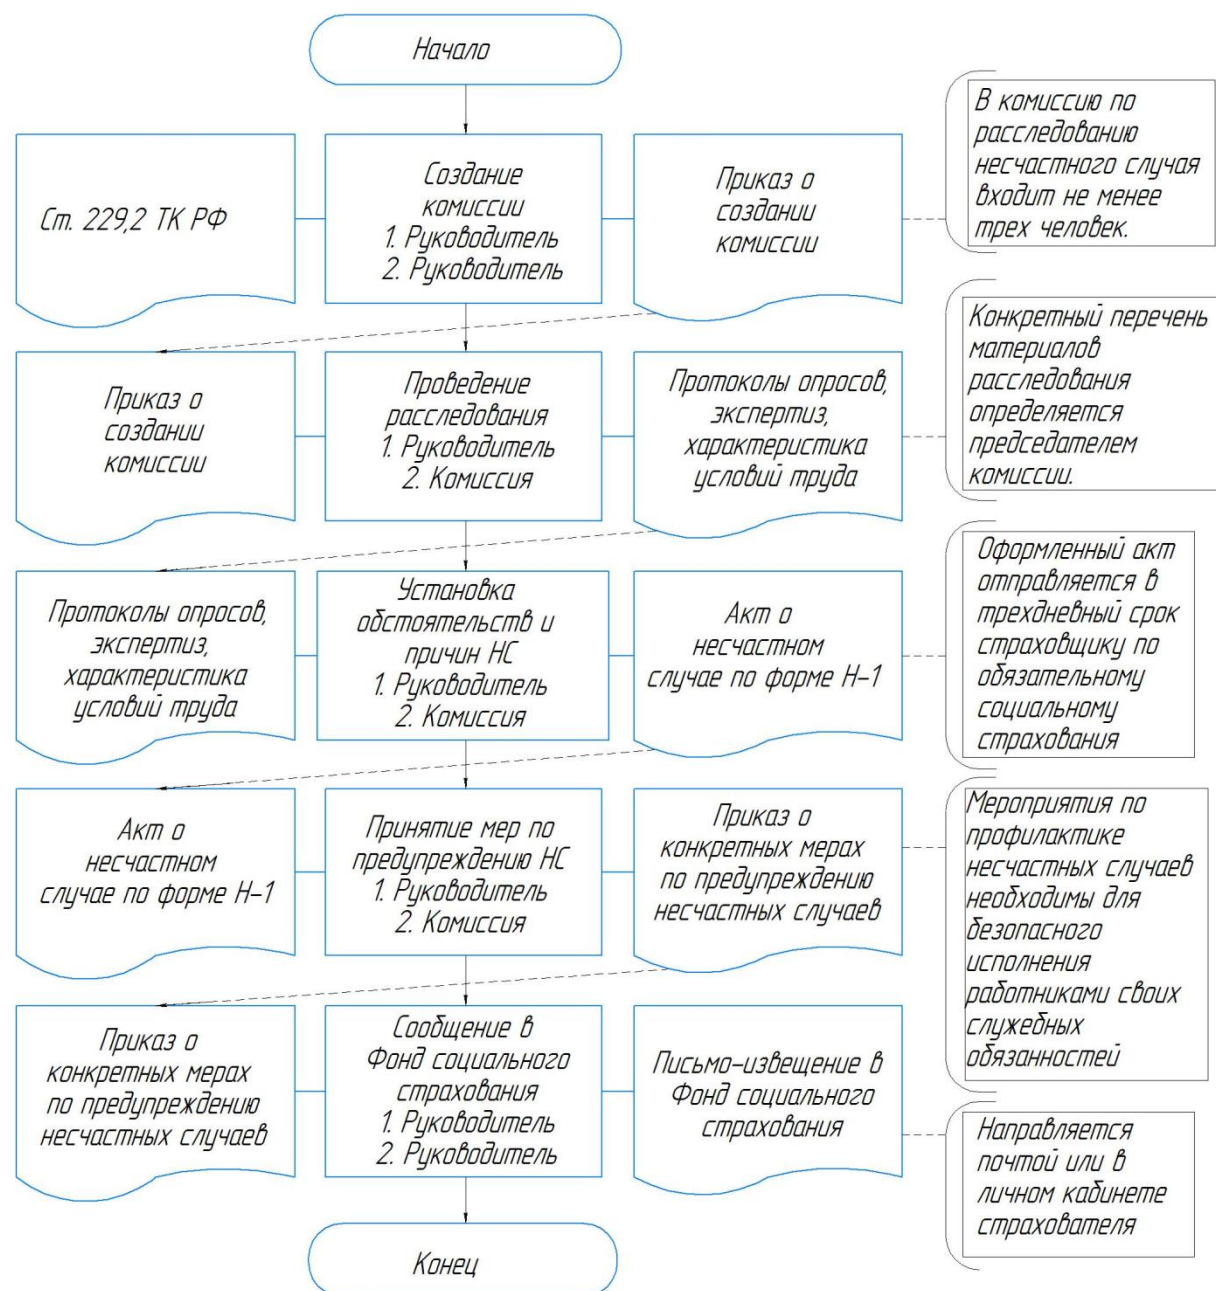 Начало
В комиссию по
расследованию
несчастного случая
входит не менее
трех человек.
Ст. 229,2 ТК РФ
Создание
комиссии
1. Руководитель
2. Руководитель
Приказ о
создании
комиссии
Конкретный перечень
материалов
расследования
определяется
председателем
комиссии.
Приказ о
создании
комиссии
Проведение
расследования
1. Руководитель
2. Комиссия
Протоколы опросов,
экспертиз,
характеристика
условий труда
Оформленный акт
отправляется в
трехдневный срок
страховщику по
обязательному
социальному
страхования
Протоколы опросов,
экспертиз,
характеристика
условий труда
Установка
обстоятельств и
причин НС
1. Руководитель
2. Комиссия
Акт о
несчастном
случае по форме Н-1
Мероприятия по
профилактике
несчастных случаев
необходимы для
безопасного
исполнения
работниками своих
служебных
обязанностей
Акт о
несчастном
случае по форме Н-1
Принятие мер по
предупреждению НС
1. Руководитель
2. Комиссия
Приказ о
конкретных мерах
по предупреждению
несчастных случаев
Приказ о
конкретных мерах
по предупреждению
несчастных случаев
Сообщение в
Фонд социального
страхования
1. Руководитель
2. Руководитель
Письмо-извещение в
Фонд социального
страхования
Направляется
почтой или в
личном кабинете
страхователя
Конец